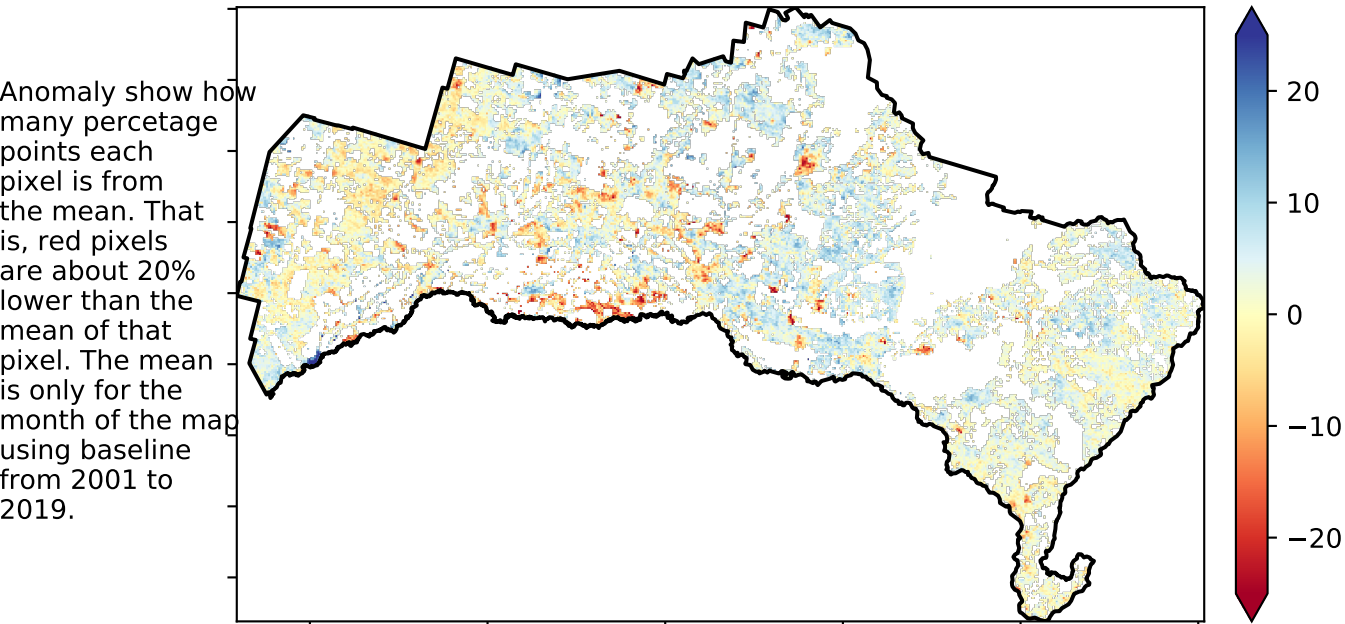 Anomaly show how
many percetage
points each
pixel is from
the mean. That
is, red pixels
are about 20%
lower than the
mean of that
pixel. The mean
is only for the
month of the map
using baseline
from 2001 to
2019.
20
10
0
−10
−20